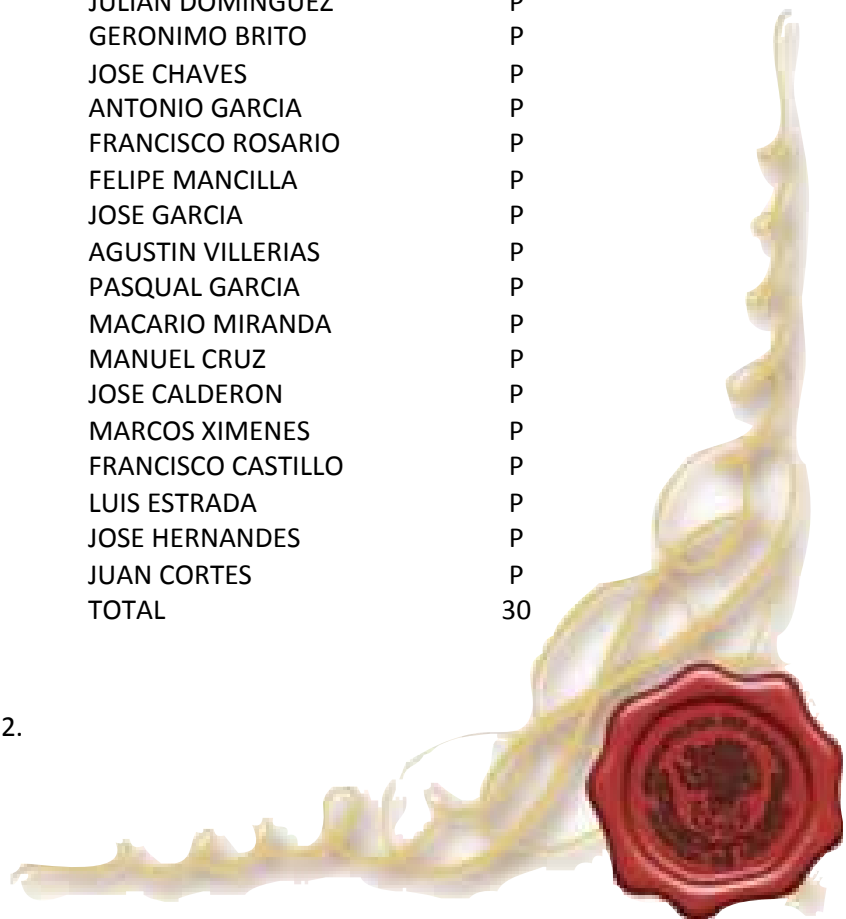 JULIAN DOMINGUEZ P
GERONIMO BRITO P
JOSE CHAVES P
ANTONIO GARCIA P
FRANCISCO ROSARIO P
FELIPE MANCILLA P
JOSE GARCIA P
AGUSTIN VILLERIAS P
PASQUAL GARCIA P
MACARIO MIRANDA P
MANUEL CRUZ P
JOSE CALDERON P
MARCOS XIMENES P
FRANCISCO CASTILLO P
LUIS ESTRADA P
JOSE HERNANDES P
JUAN CORTES P
TOTAL 30
2.